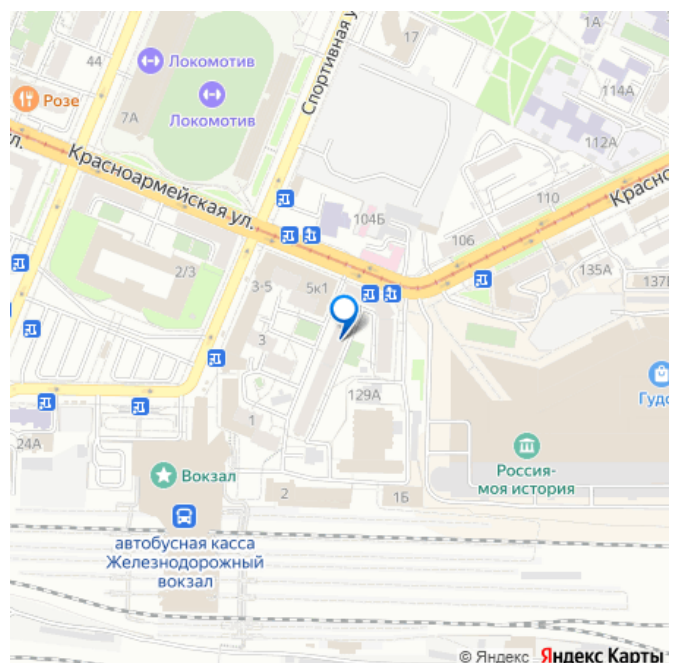 1А
17
44
Локомотив
Спортивная у
114А
Розе
7А
Локомотив
112А
ул.
Красноармейская ул.
110
Красно
104Б
106
2/3
3-5
5к1
135А
137
3
129А
Гудо
24А
1
Вокзал
Россия-
моя история
2
1Б
автобусная касса
Железнодорожный
вокзал
© Яндекс Яндекс Карты